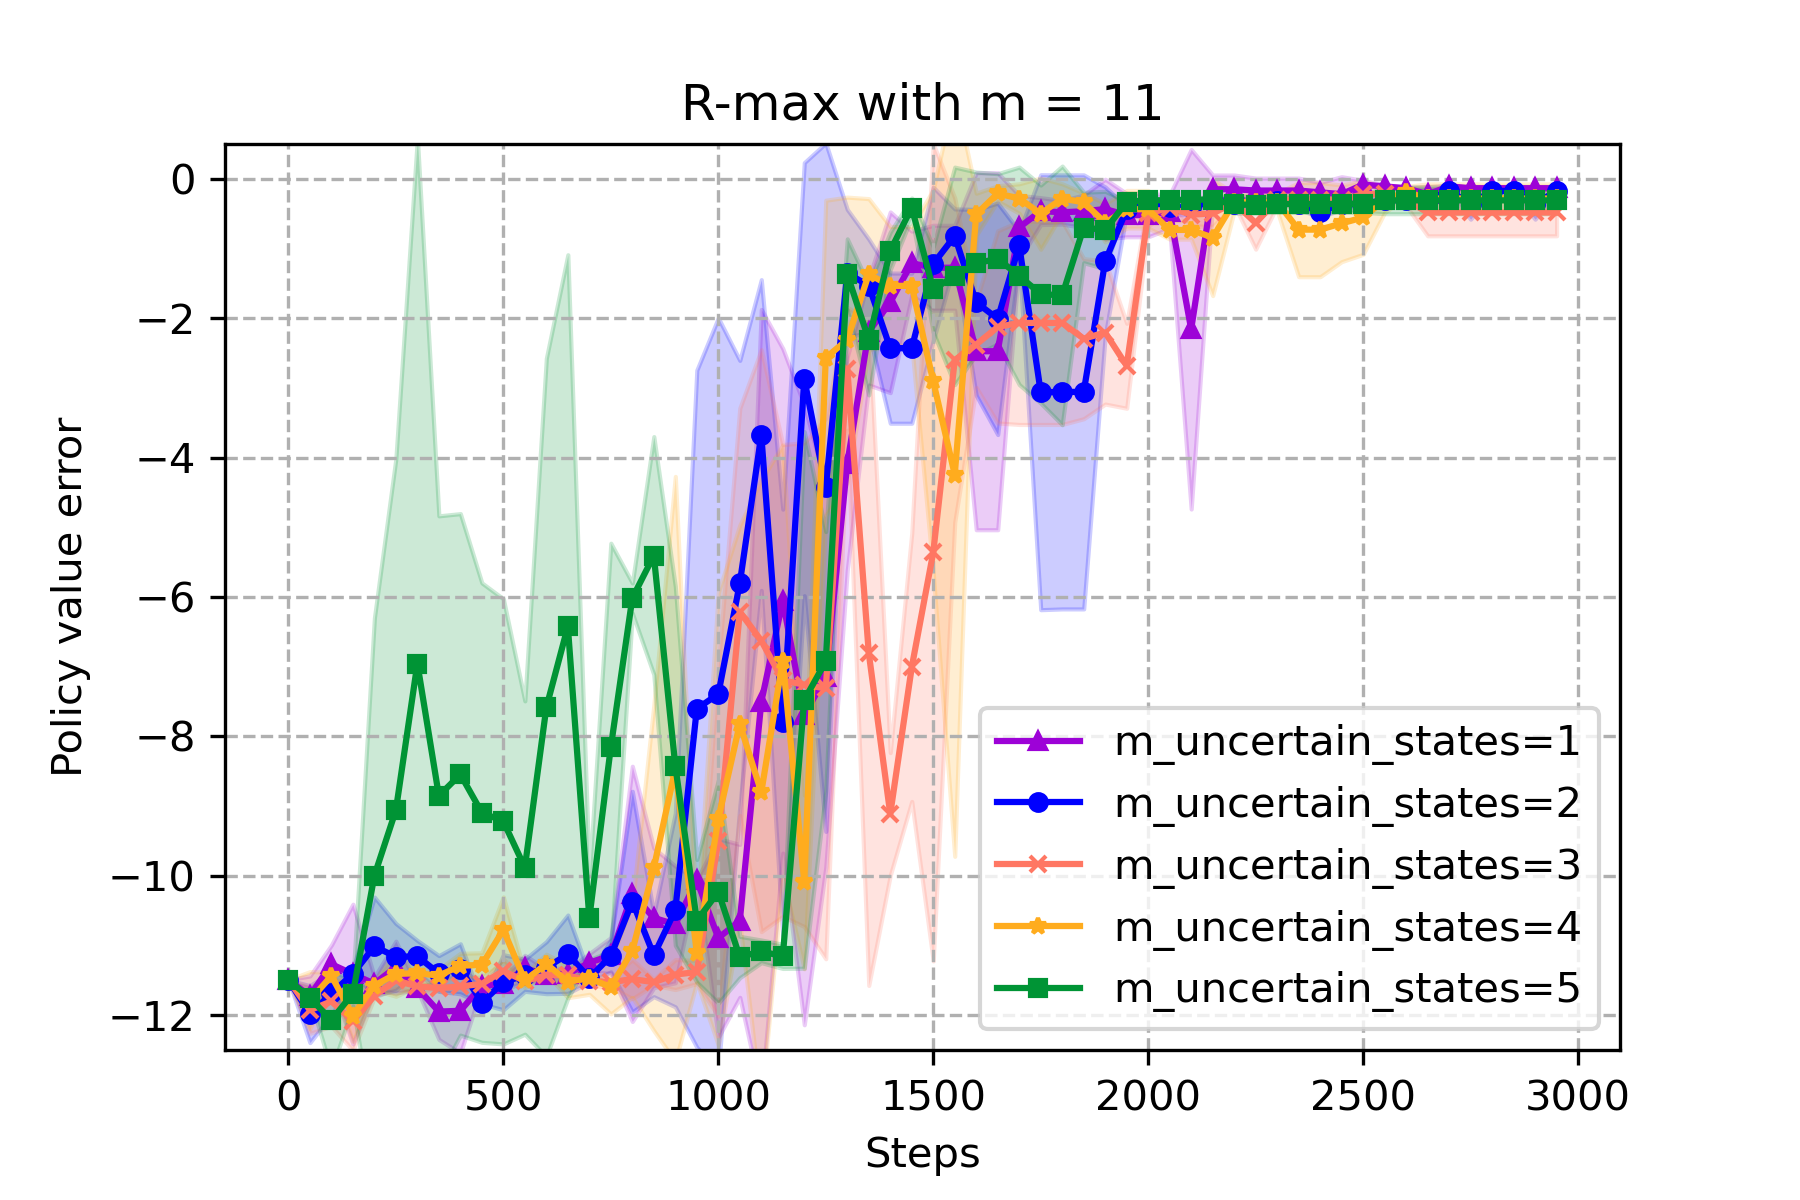 R-max with m = 11
Policy value error
0
−2
−4
−6
−8
−10
−12
0 500 1000 1500 2000 2500 3000
Steps
m_uncertain_states=1
m_uncertain_states=2
m_uncertain_states=3
m_uncertain_states=4
m_uncertain_states=5